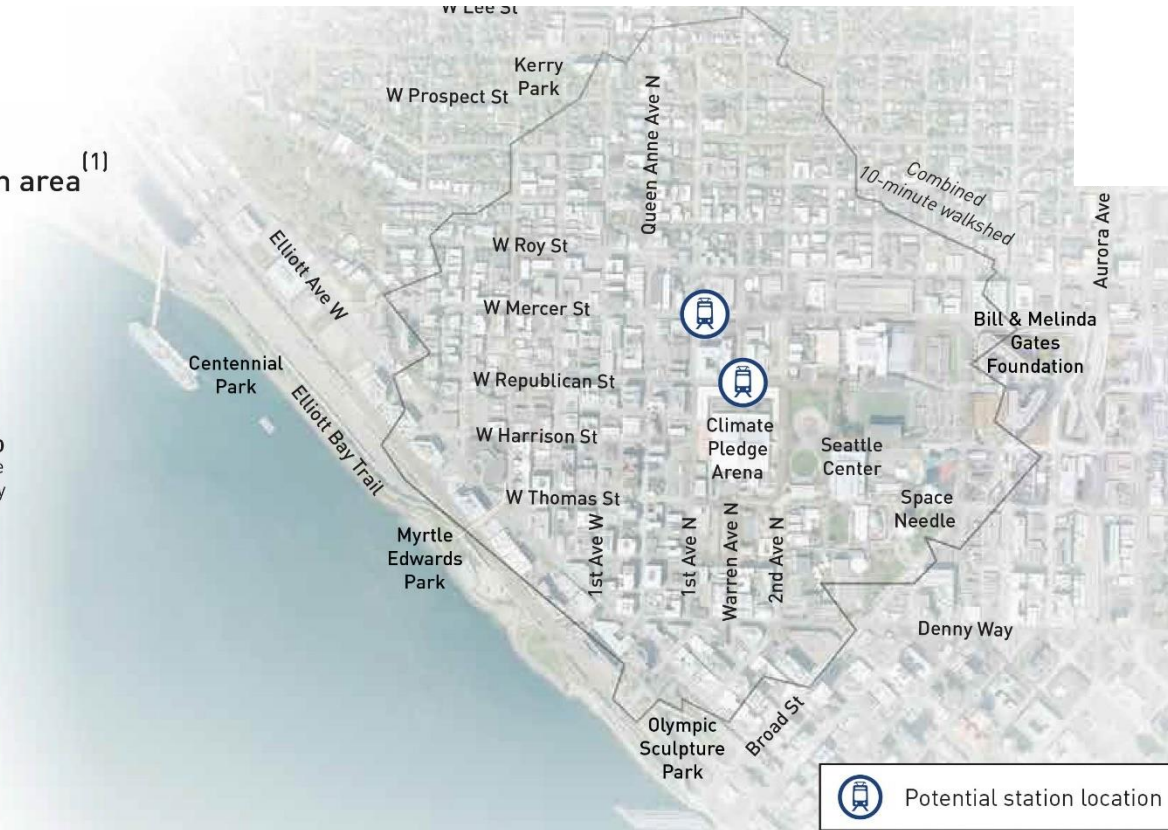 W Lee St
Kerry
Park
W Prospect St
Queen Anne Ave N
(1)
n area
Combined
10-minute walkshed
Aurora Ave
W Roy St
Elliott Ave W
W Mercer St
Bill & Melinda
Gates
Foundation
Centennial
Park
W Republican St
Elliott Bay Trail
Climate
Pledge
Arena
W Harrison St
Seattle
Center
W Thomas St
Space
Needle
Myrtle
Edwards
Park
1st Ave W
1st Ave N
Warren Ave N
2nd Ave N
Denny Way
Olympic
Sculpture
Park
Broad St
Potential station location